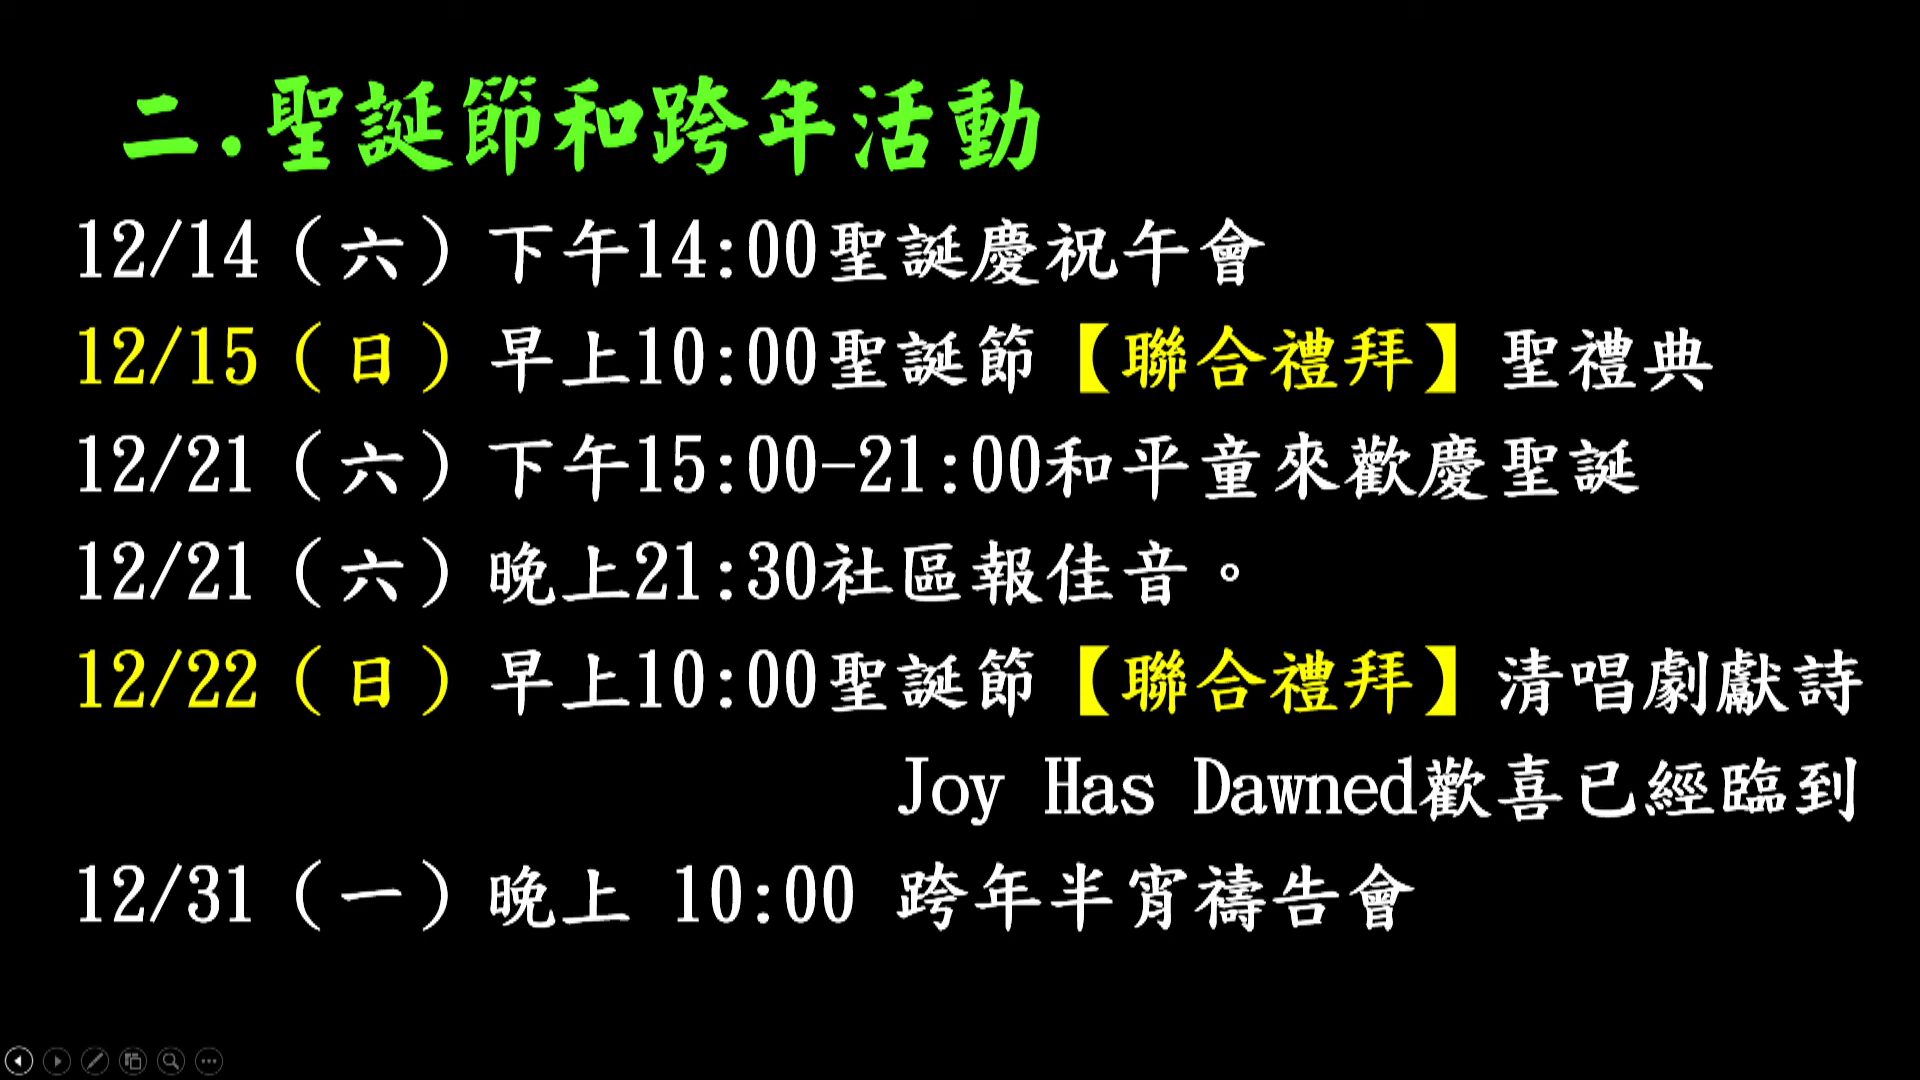 二.聖誕節和跨年活動
12/14（六）下午14:00聖誕慶祝午會
12/15（日）早上10:00聖誕節【聯合禮拜】聖禮典
12/21（六）下午15:00-21:00和平童來歡慶聖誕
12/21（六）晚上21:30社區報佳音。
12/22（日）早上10:00聖誕節【聯合禮拜】清唱劇獻詩
Joy Has Dawned歡喜已經臨到
12/31（一）晚上 10:00 跨年半宵禱告會